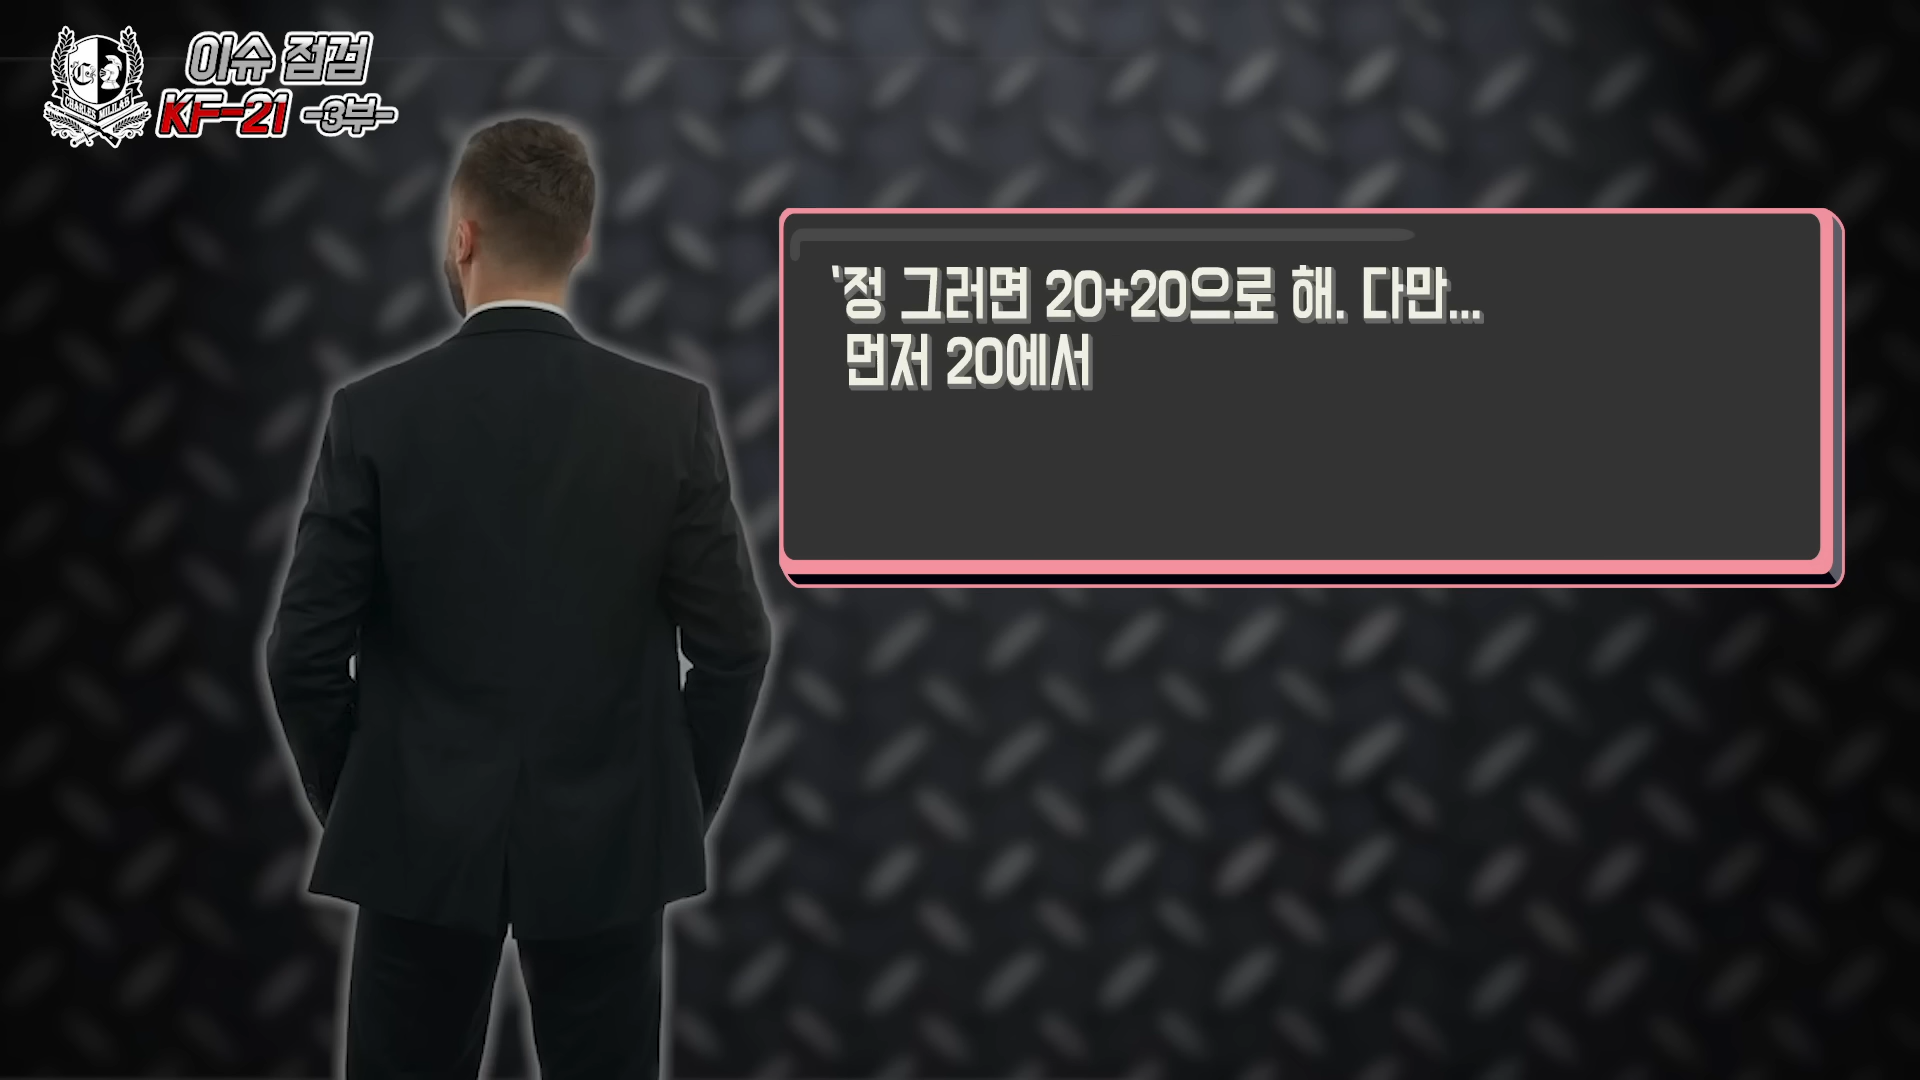 이슈 점검
KF-21 -3부-
CHARLES MILILAB
'정 그러면 20+20으로 해. 다만...
먼저 20에서